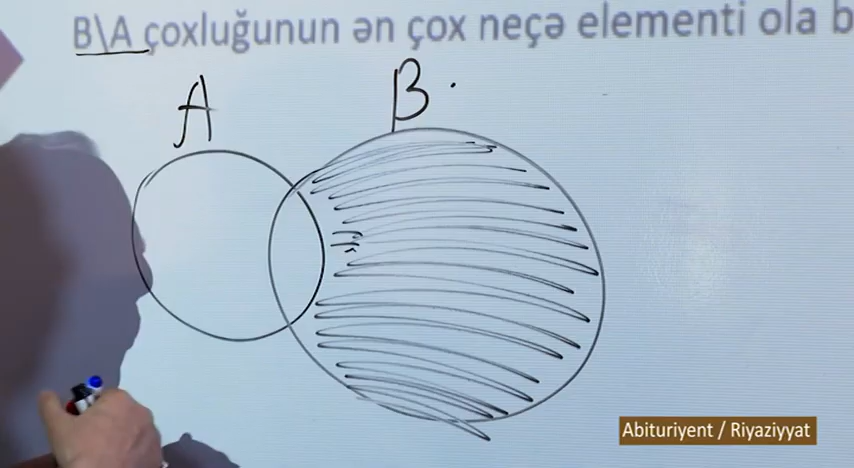 B\A çoxluğunun ən çox neçə elementi ola b
A
B
Abituriyent / Riyaziyyat